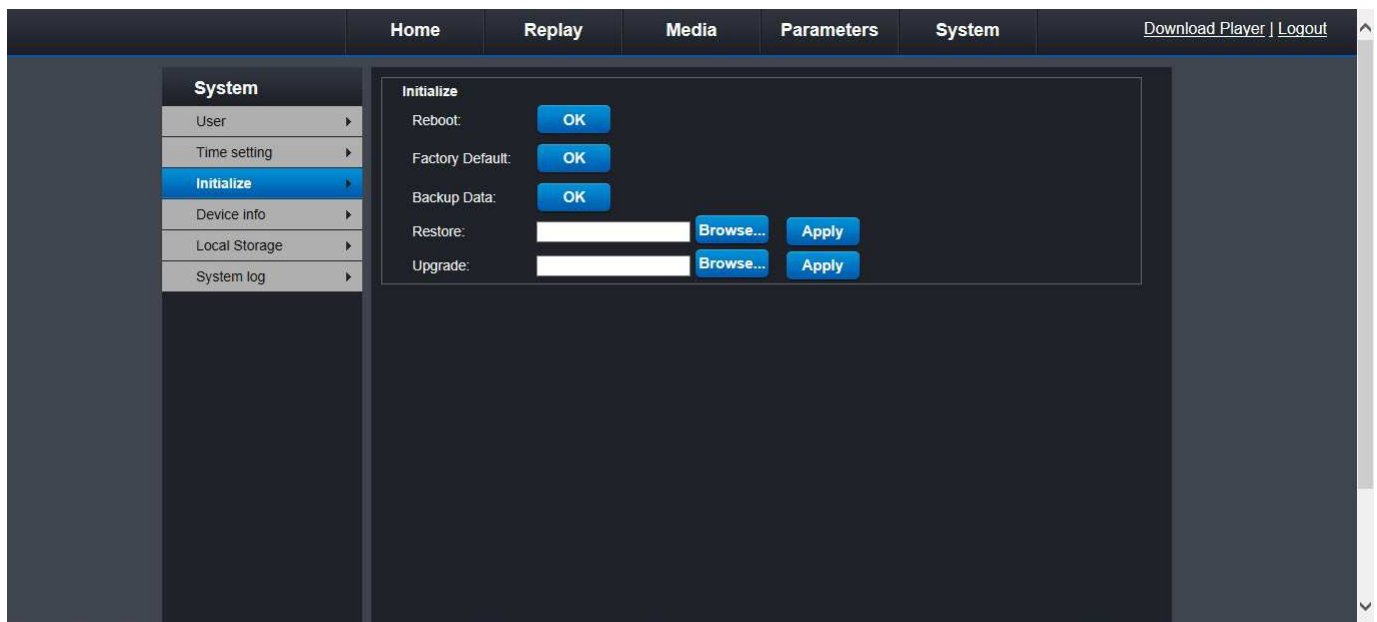 Home Replay Media Parameters System Download Player | Logout
System
User
Time setting
Initialize
Device info
Local Storage
System log
Initialize
Reboot: OK
Factory Default: OK
Backup Data: OK
Restore: Browse... Apply
Upgrade: Browse... Apply